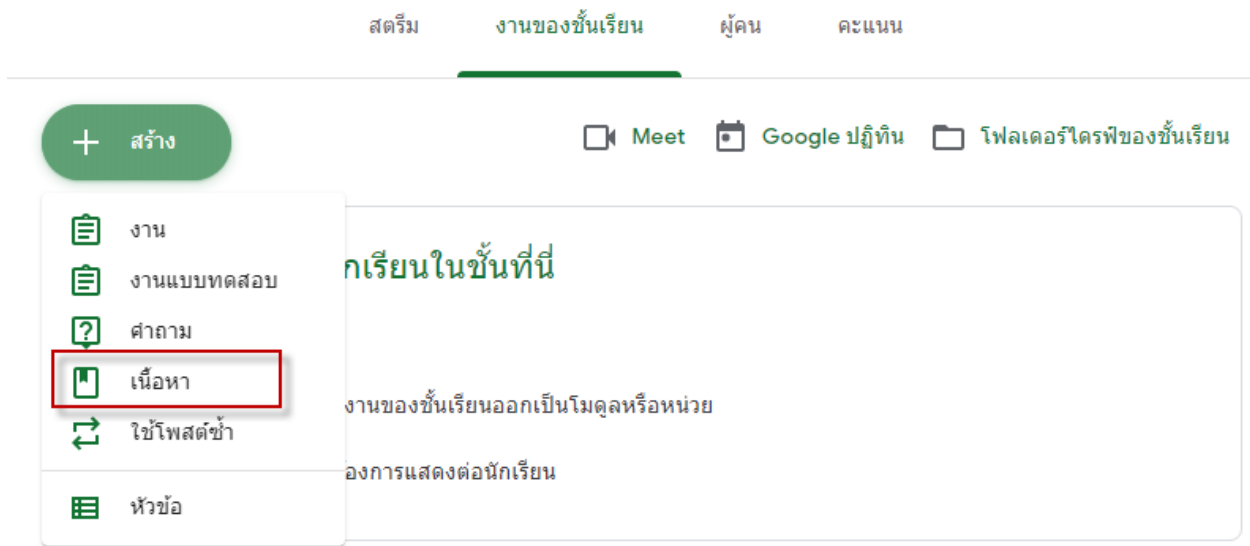 สตรีม งานของชั้นเรียน ผู้คน คะแนน
สร้าง Meet Google ปฏิทิน โฟลเดอร์ไดรฟ์ของชั้นเรียน
งาน
งานแบบทดสอบ
กเรียนในชั้นที่นี่
คำถาม
เนื้อหา
งานของชั้นเรียนออกเป็นโมดูลหรือหน่วย
ใช้โพสต์ซ้ำ
องการแสดงต่อนักเรียน
หัวข้อ